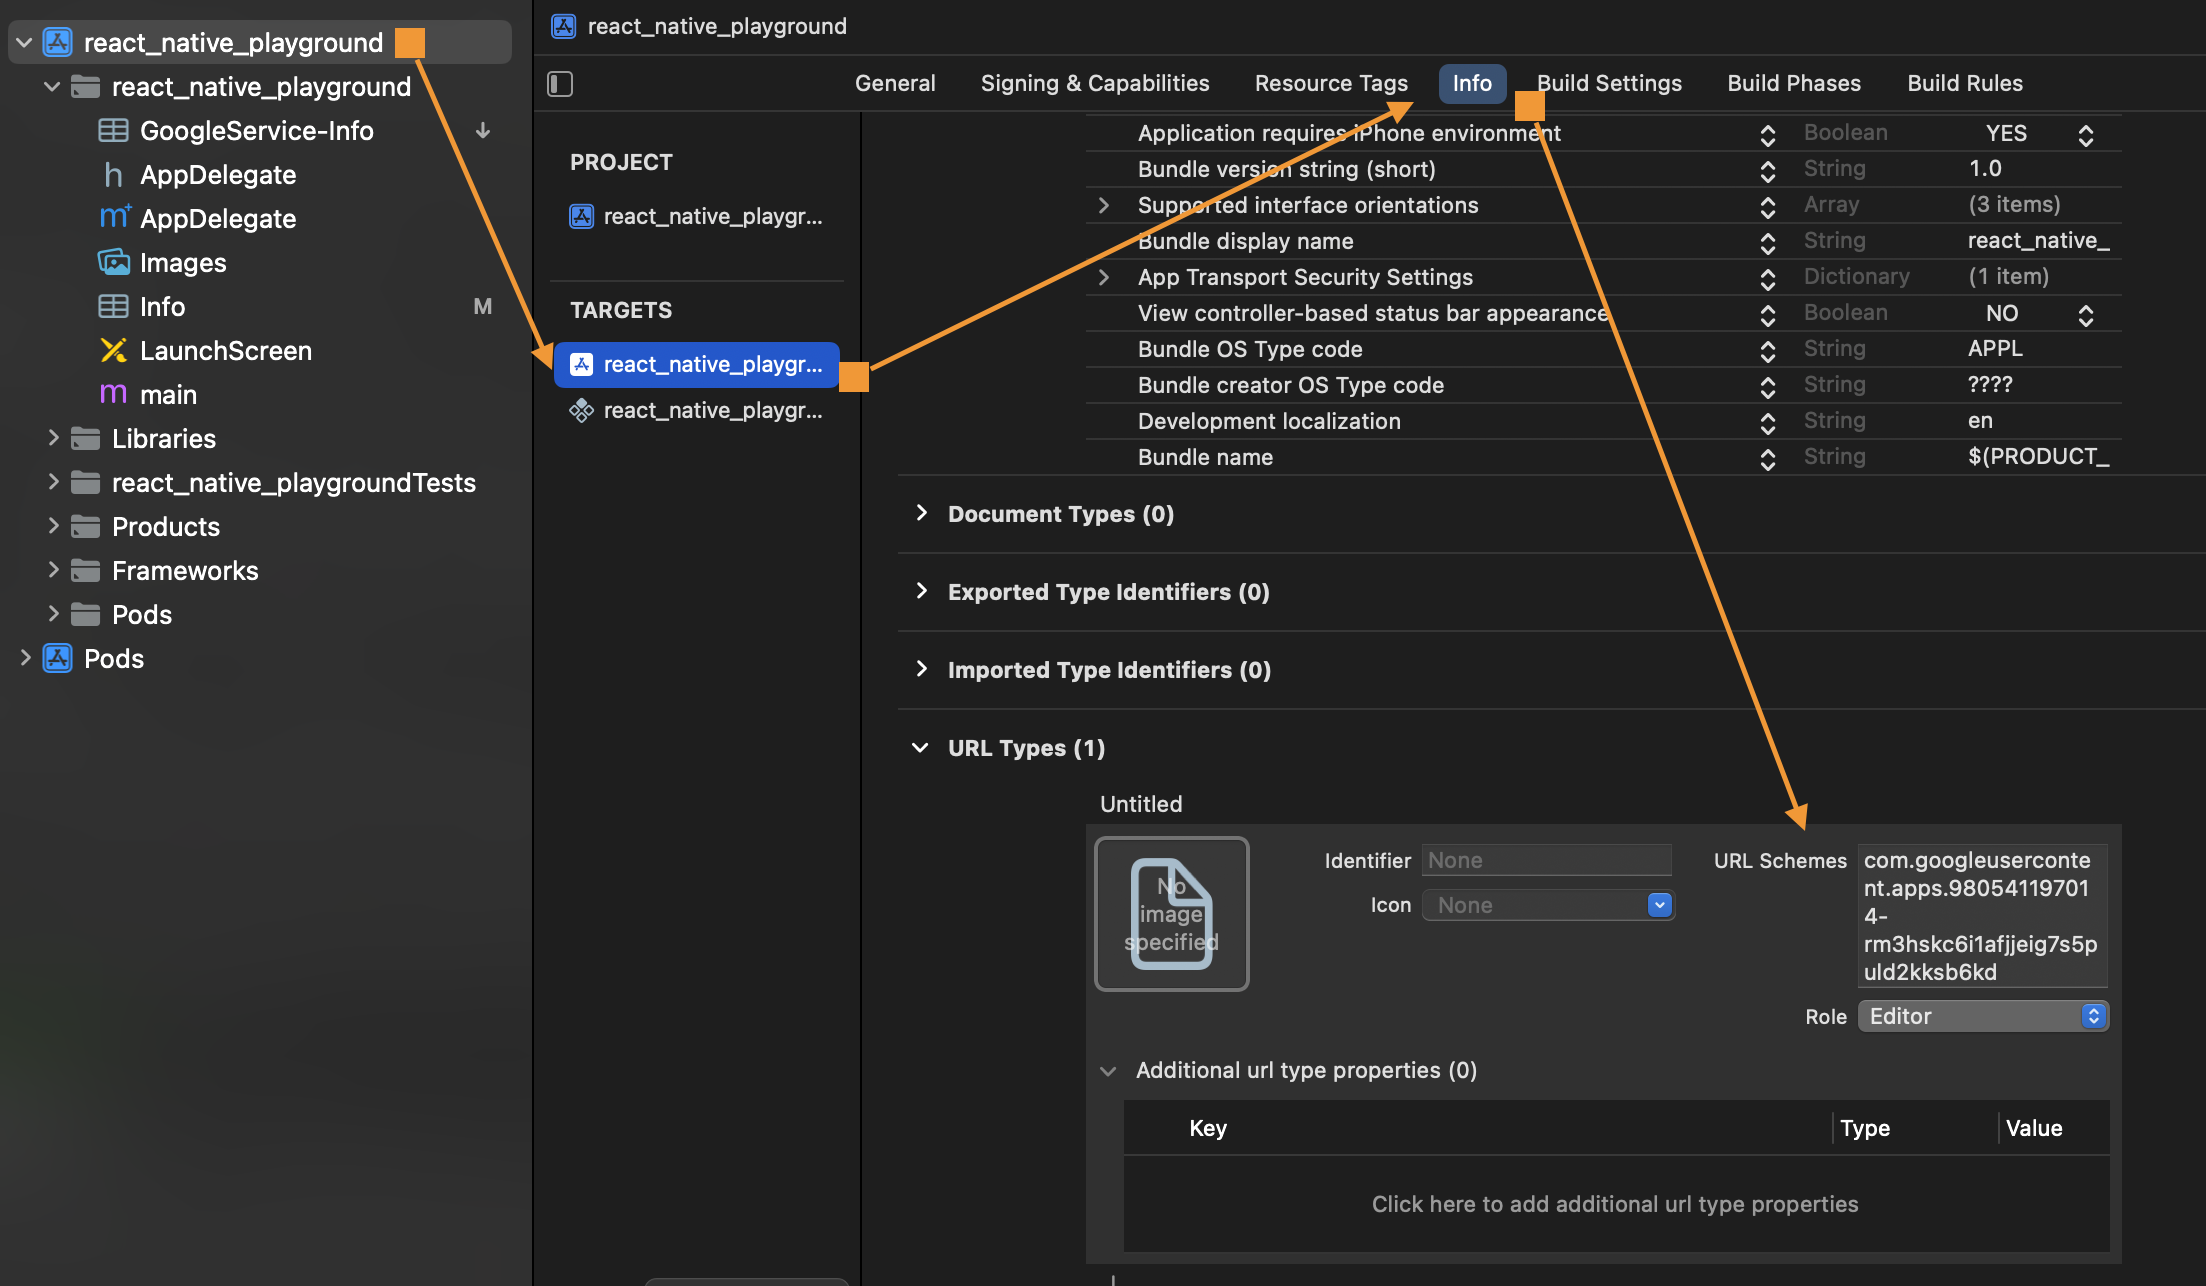 react_native_playground
react_native_playground
GoogleService-Info
AppDelegate
AppDelegate
Images
Info M
LaunchScreen
main
Libraries
react_native_playgroundTests
Products
Frameworks
Pods
Pods
react_native_playground
General Signing & Capabilities Resource Tags Info Build Settings Build Phases Build Rules
PROJECT
react_native_playgr...
TARGETS
react_native_playgr...
react_native_playgr...
Application requires iPhone environment Boolean YES
Bundle version string (short) String 1.0
Supported interface orientations Array (3 items)
Bundle display name String react_native_
App Transport Security Settings Dictionary (1 item)
View controller-based status bar appearance Boolean NO
Bundle OS Type code String APPL
Bundle creator OS Type code String ????
Development localization String en
Bundle name String $(PRODUCT_
Document Types (0)
Exported Type Identifiers (0)
Imported Type Identifiers (0)
URL Types (1)
Untitled
No
image
specified
Identifier None
Icon None
URL Schemes
com.googleuserconte
nt.apps.98054119701
4-
rm3hskc6i1afjjeig7s5p
uld2kksb6kd
Role Editor
Additional url type properties (0)
Key Type Value
Click here to add additional url type properties